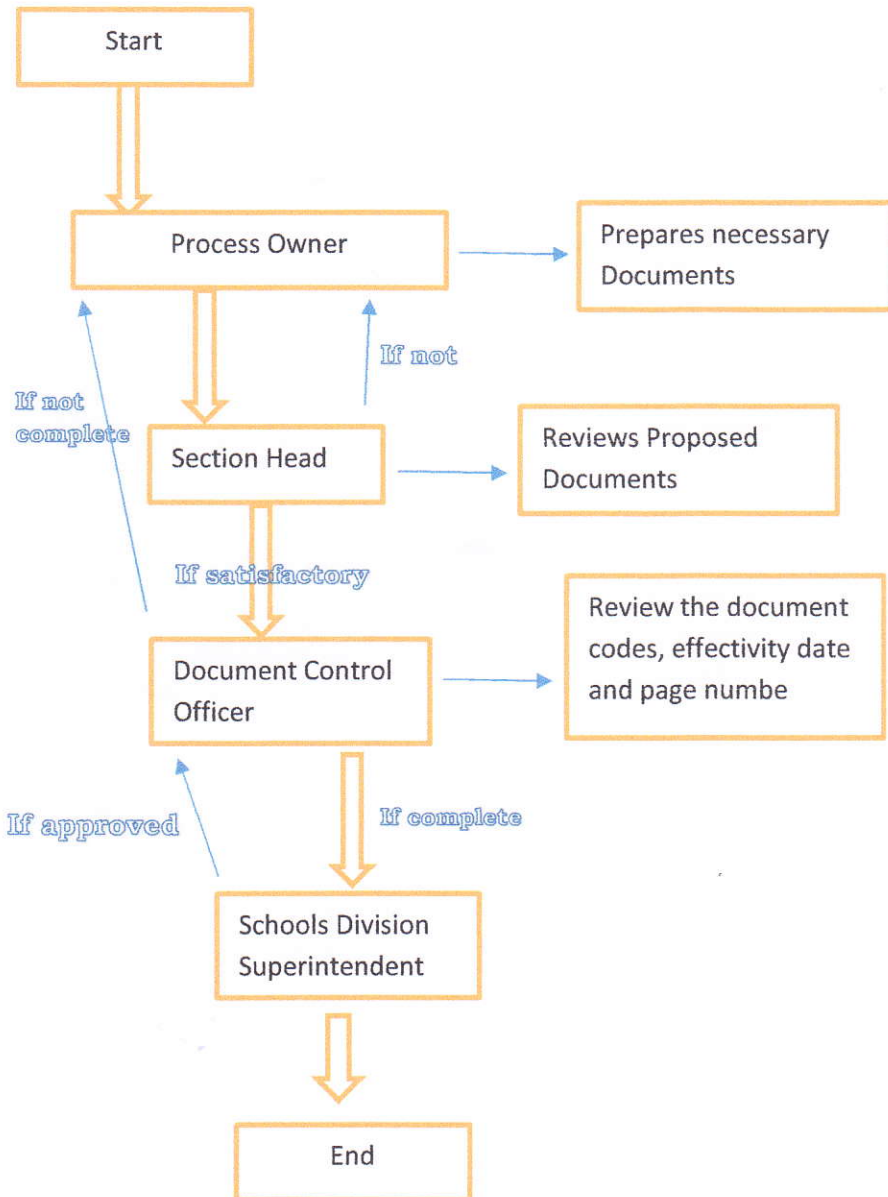 Start
Process Owner
Prepares necessary
Documents
If not
If not
complete
Section Head
Reviews Proposed
Documents
If satisfactory
Document Control
Officer
Review the document
codes, effectivity date
and page numbe
If approved
If complete
Schools Division
Superintendent
End